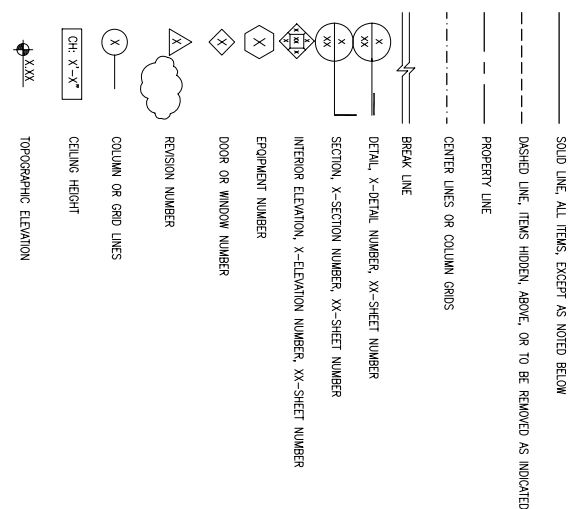 SOLID LINE, ALL ITEMS, EXCEPT AS NOTED BELOW
DASHED LINE, ITEMS HIDDEN, ABOVE, OR TO BE REMOVED AS INDICATED
PROPERTY LINE
CENTER LINES OR COLUMN GRIDS
BREAK LINE
X XX DETAIL, X-DETAIL NUMBER, XX-SHEET NUMBER
X XX SECTION, X-SECTION NUMBER, XX-SHEET NUMBER
X X XX X X INTERIOR ELEVATION, X-ELEVATION NUMBER, XX-SHEET NUMBER
X EPQIPMENT NUMBER
X DOOR OR WINDOW NUMBER
X REVISION NUMBER
X COLUMN OR GRID LINES
CH: X'-X" CEILING HEIGHT
X.XX TOPOGRAPHIC ELEVATION